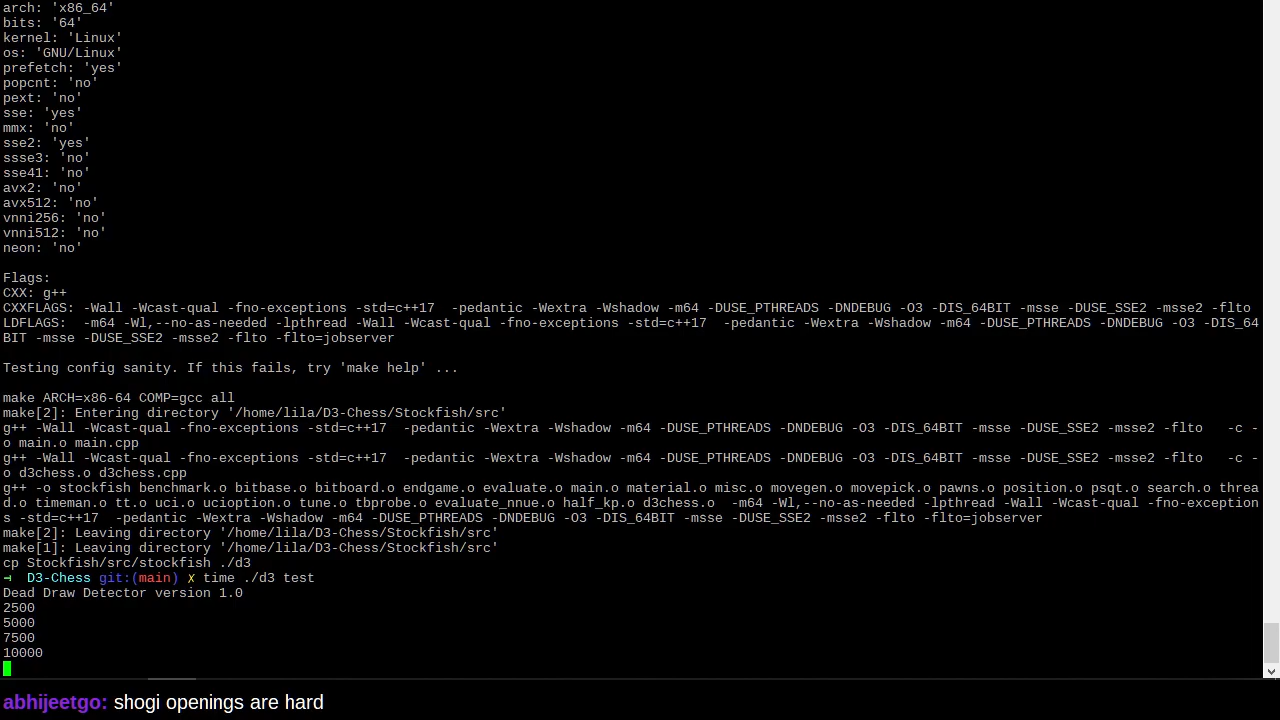 arch: 'x86_64'
bits: '64'
kernel: 'Linux'
os: 'GNU/Linux'
prefetch: 'yes'
popcnt: 'no'
pext: 'no'
sse: 'yes'
mmx: 'no'
sse2: 'yes'
ssse3: 'no'
sse41: 'no'
avx2: 'no'
avx512: 'no'
vnni256: 'no'
vnni512: 'no'
neon: 'no'
Flags:
CXX: g++
CXXFLAGS: -Wall -Wcast-qual -fno-exceptions -std=c++17  -pedantic -Wextra -Wshadow -m64 -DUSE_PTHREADS -DNDEBUG -O3 -DIS_64BIT -msse -DUSE_SSE2 -msse2 -flto
LDFLAGS:  -m64 -Wl,--no-as-needed -lpthread -Wall -Wcast-qual -fno-exceptions -std=c++17  -pedantic -Wextra -Wshadow -m64 -DUSE_PTHREADS -DNDEBUG -O3 -DIS_64
BIT -msse -DUSE_SSE2 -msse2 -flto -flto=jobserver
Testing config sanity. If this fails, try 'make help' ...
make ARCH=x86-64 COMP=gcc all
make[2]: Entering directory '/home/lila/D3-Chess/Stockfish/src'
g++ -Wall -Wcast-qual -fno-exceptions -std=c++17  -pedantic -Wextra -Wshadow -m64 -DUSE_PTHREADS -DNDEBUG -O3 -DIS_64BIT -msse -DUSE_SSE2 -msse2 -flto   -c -
o main.o main.cpp
g++ -Wall -Wcast-qual -fno-exceptions -std=c++17  -pedantic -Wextra -Wshadow -m64 -DUSE_PTHREADS -DNDEBUG -O3 -DIS_64BIT -msse -DUSE_SSE2 -msse2 -flto   -c -
o d3chess.o d3chess.cpp
g++ -o stockfish benchmark.o bitbase.o bitboard.o endgame.o evaluate.o main.o material.o misc.o movegen.o movepick.o pawns.o position.o psqt.o search.o threa
d.o timeman.o tt.o uci.o ucioption.o tune.o tbprobe.o evaluate_nnue.o half_kp.o d3chess.o  -m64 -Wl,--no-as-needed -lpthread -Wall -Wcast-qual -fno-exception
s -std=c++17  -pedantic -Wextra -Wshadow -m64 -DUSE_PTHREADS -DNDEBUG -O3 -DIS_64BIT -msse -DUSE_SSE2 -msse2 -flto -flto=jobserver
make[2]: Leaving directory '/home/lila/D3-Chess/Stockfish/src'
make[1]: Leaving directory '/home/lila/D3-Chess/Stockfish/src'
cp Stockfish/src/stockfish ./d3
→  D3-Chess git:(main) ✗ time ./d3 test
Dead Draw Detector version 1.0
2500
5000
7500
10000
abhijeetgo: shogi openings are hard